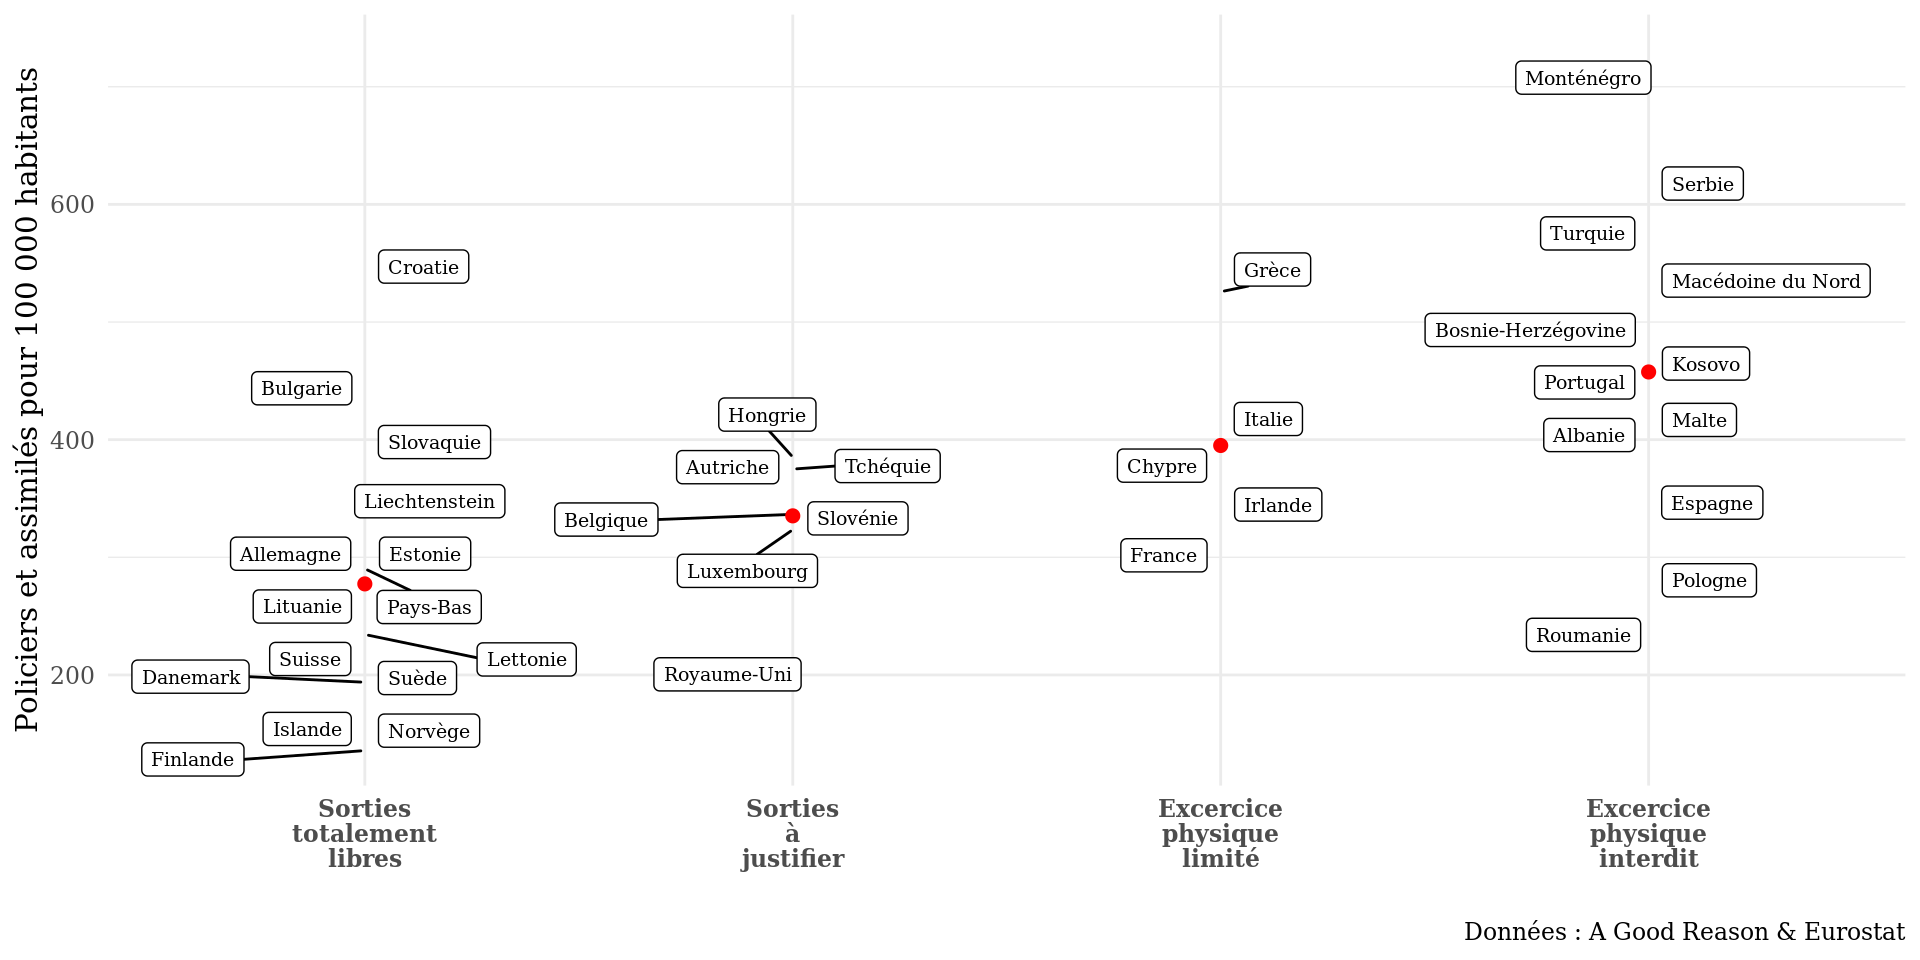 Policiers et assimilés pour 100 000 habitants
600
400
200
Monténégro
Serbie
Turquie
Croatie
Grèce
Macédoine du Nord
Bosnie-Herzégovine
Kosovo
Portugal
Bulgarie
Hongrie
Italie
Malte
Albanie
Slovaquie
Autriche
Tchéquie
Chypre
Liechtenstein
Espagne
Irlande
Belgique
Slovénie
Allemagne
Estonie
France
Luxembourg
Pologne
Lituanie
Pays-Bas
Roumanie
Suisse
Lettonie
Royaume-Uni
Danemark
Suède
Islande
Norvège
Finlande
Sorties
totalement
libres
Sorties
à
justifier
Excercice
physique
limité
Excercice
physique
interdit
Données : A Good Reason & Eurostat